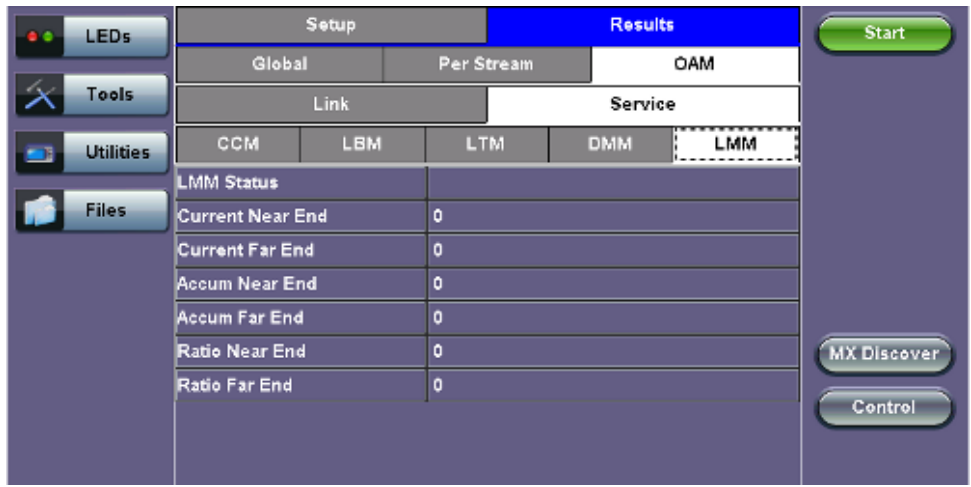 LEDs
Tools
Utilities
Files
Setup Results
Global Per Stream OAM
Link Service
CCM LBM LTM DMM LMM
LMM Status
Current Near End 0
Current Far End 0
Accum Near End 0
Accum Far End 0
Ratio Near End 0
Ratio Far End 0
Start
MX Discover
Control